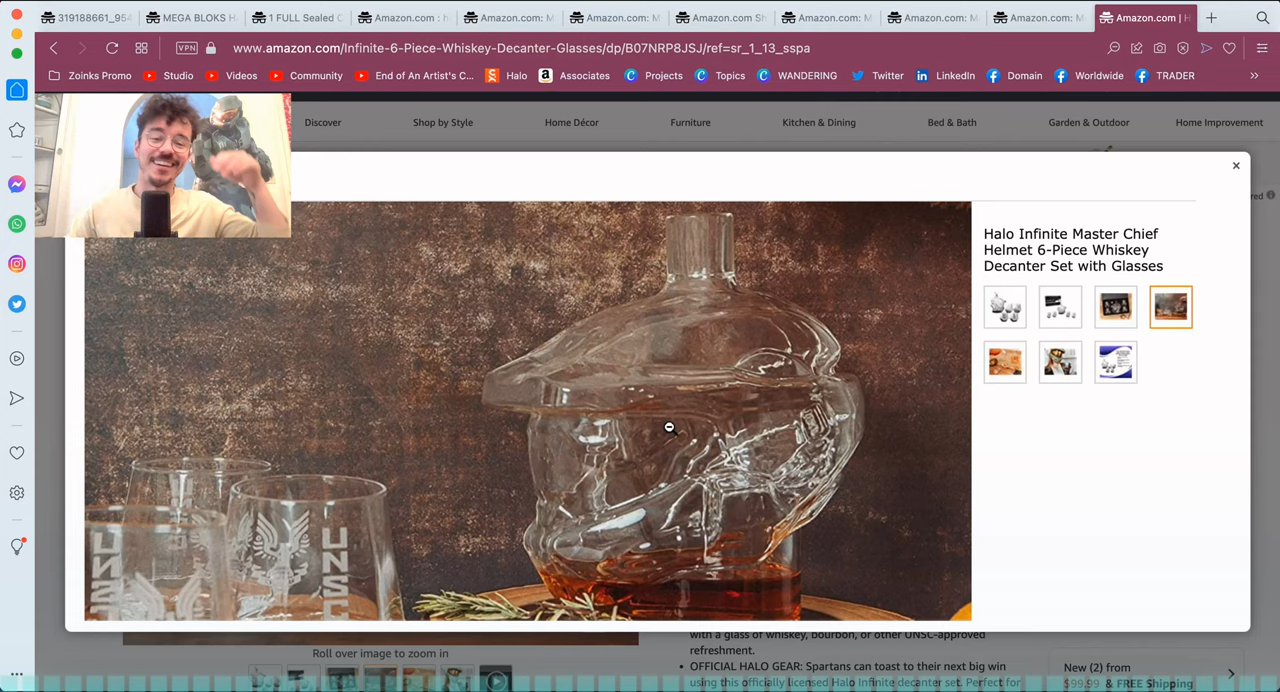 319188661_954
MEGA BLOKS H
1 FULL Sealed C
Amazon.com : h
Amazon.com: M
Amazon.com: M
Amazon.com Sh
Amazon.com: M
Amazon.com: M
Amazon.com: M
Amazon.com | H
VPN
www.amazon.com/Infinite-6-Piece-Whiskey-Decanter-Glasses/dp/B07NRP8JSJ/ref=sr_1_13_sspa
Zoinks Promo
Studio
Videos
Community
End of An Artist's C...
Halo
Associates
Projects
Topics
WANDERING
Twitter
LinkedIn
Domain
Worldwide
TRADER
Discover
Shop by Style
Home Décor
Furniture
Kitchen & Dining
Bed & Bath
Garden & Outdoor
Home Improvement
Halo Infinite Master Chief
Helmet 6-Piece Whiskey
Decanter Set with Glasses
UNSC
UNSC
with a glass of whiskey, bourbon, or other UNSC-approved
refreshment.
Roll over image to zoom in
• OFFICIAL HALO GEAR: Spartans can toast to their next big win
using this officially licensed Halo Infinite decanter set. Perfect for
New (2) from
$99.99 & FREE Shipping